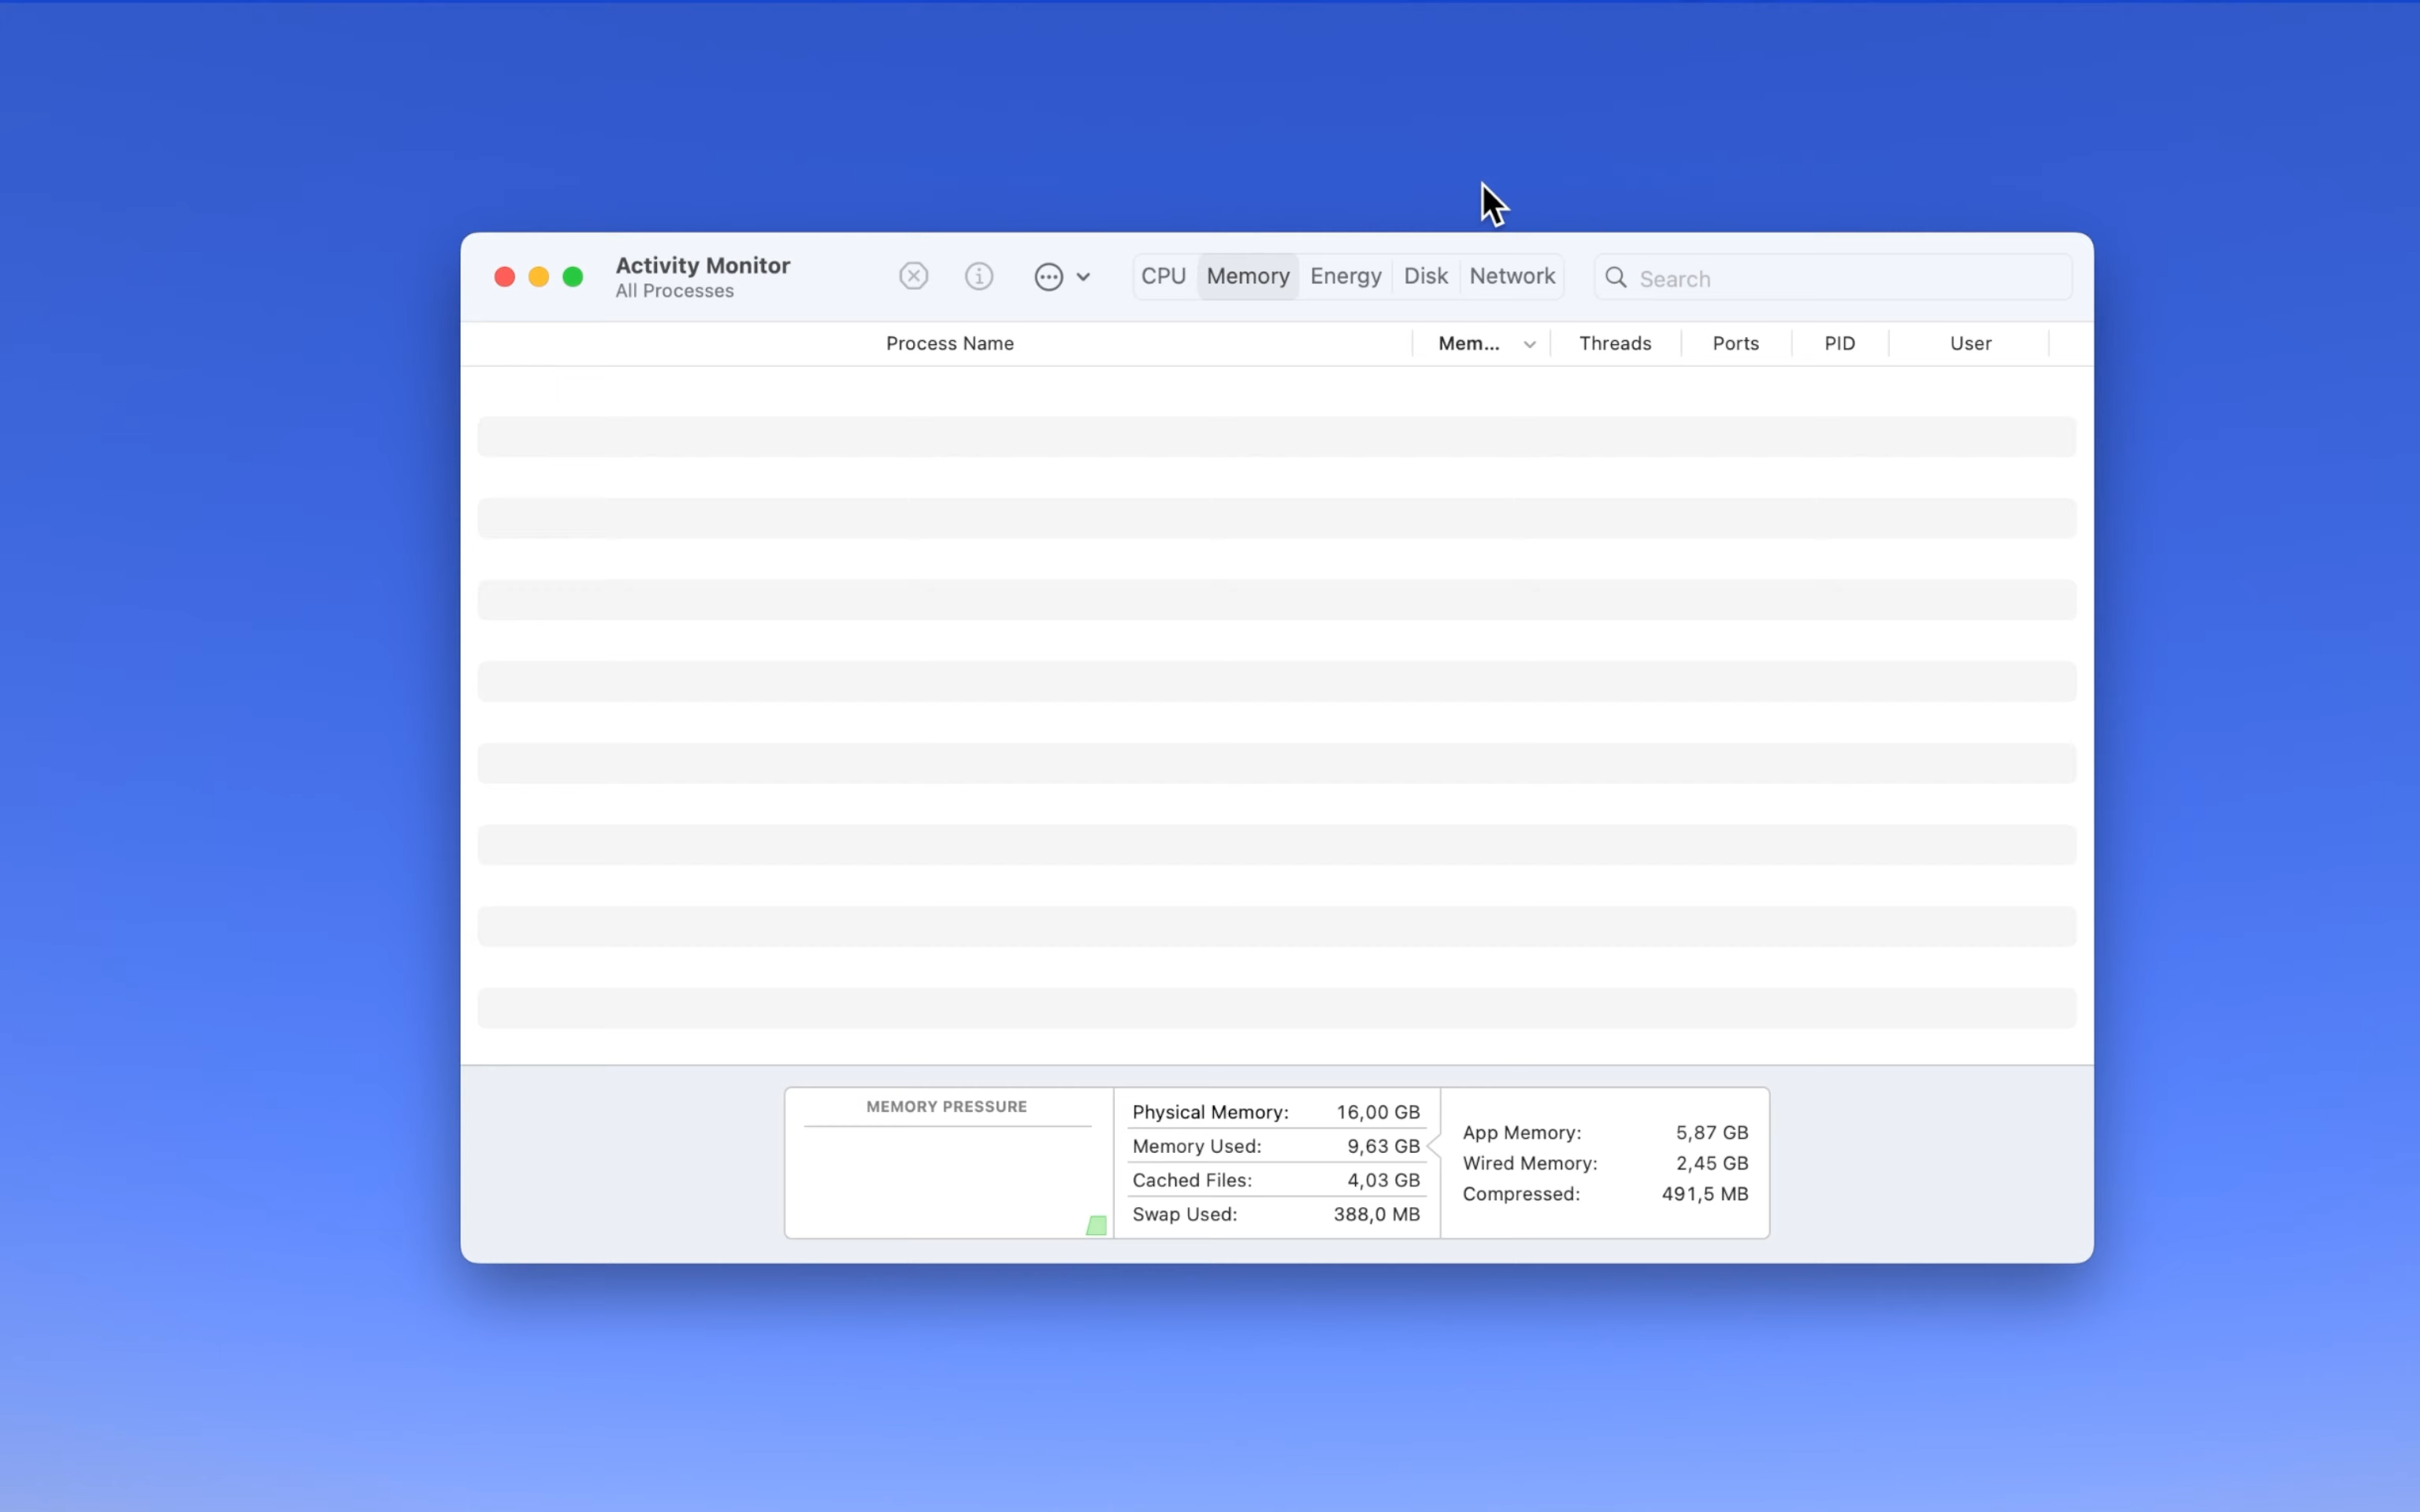 Activity Monitor
All Processes
CPU Memory Energy Disk Network
Search
Process Name Mem... Threads Ports PID User
MEMORY PRESSURE
Physical Memory: 16,00 GB
Memory Used: 9,63 GB
Cached Files: 4,03 GB
Swap Used: 388,0 MB
App Memory: 5,87 GB
Wired Memory: 2,45 GB
Compressed: 491,5 MB